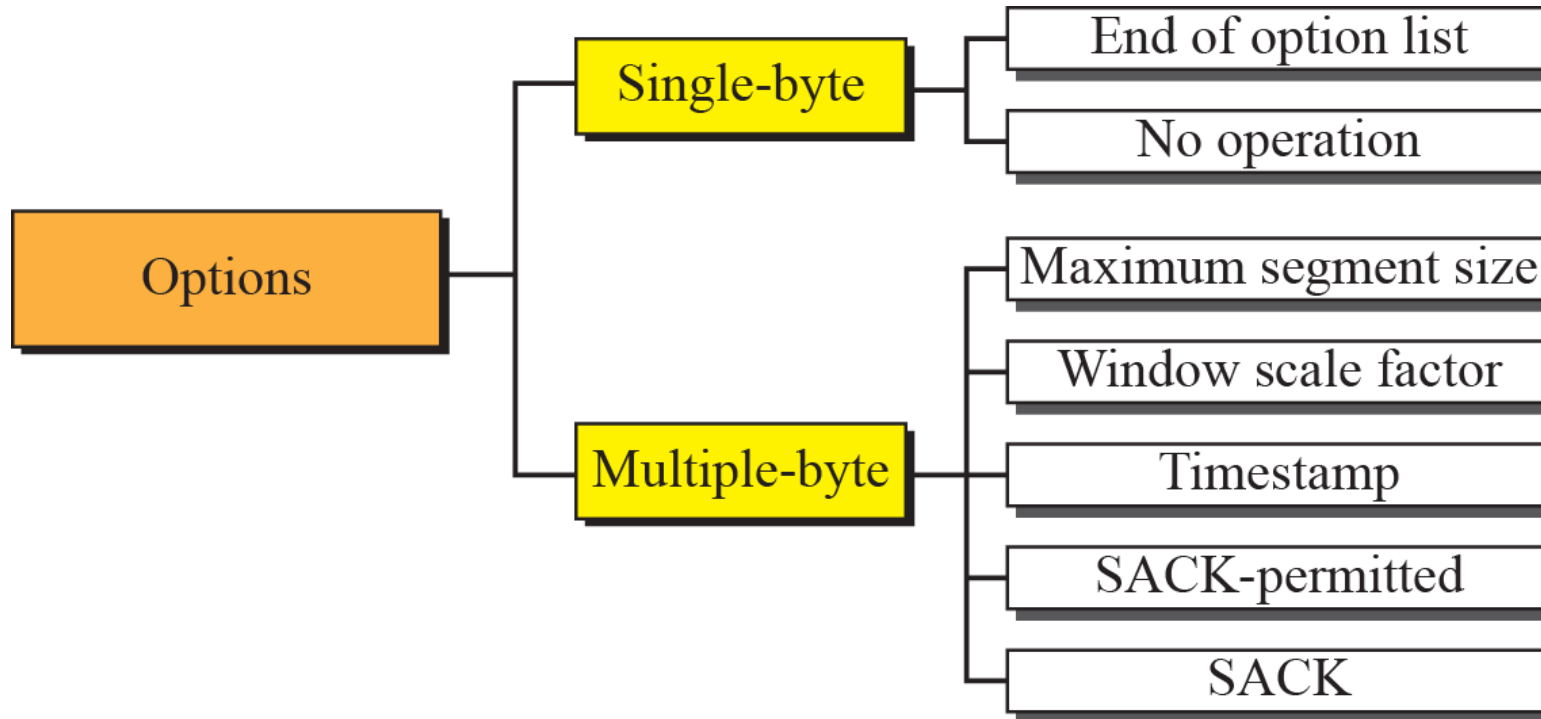 Options
Single-byte
End of option list
No operation
Multiple-byte
Maximum segment size
Window scale factor
Timestamp
SACK-permitted
SACK